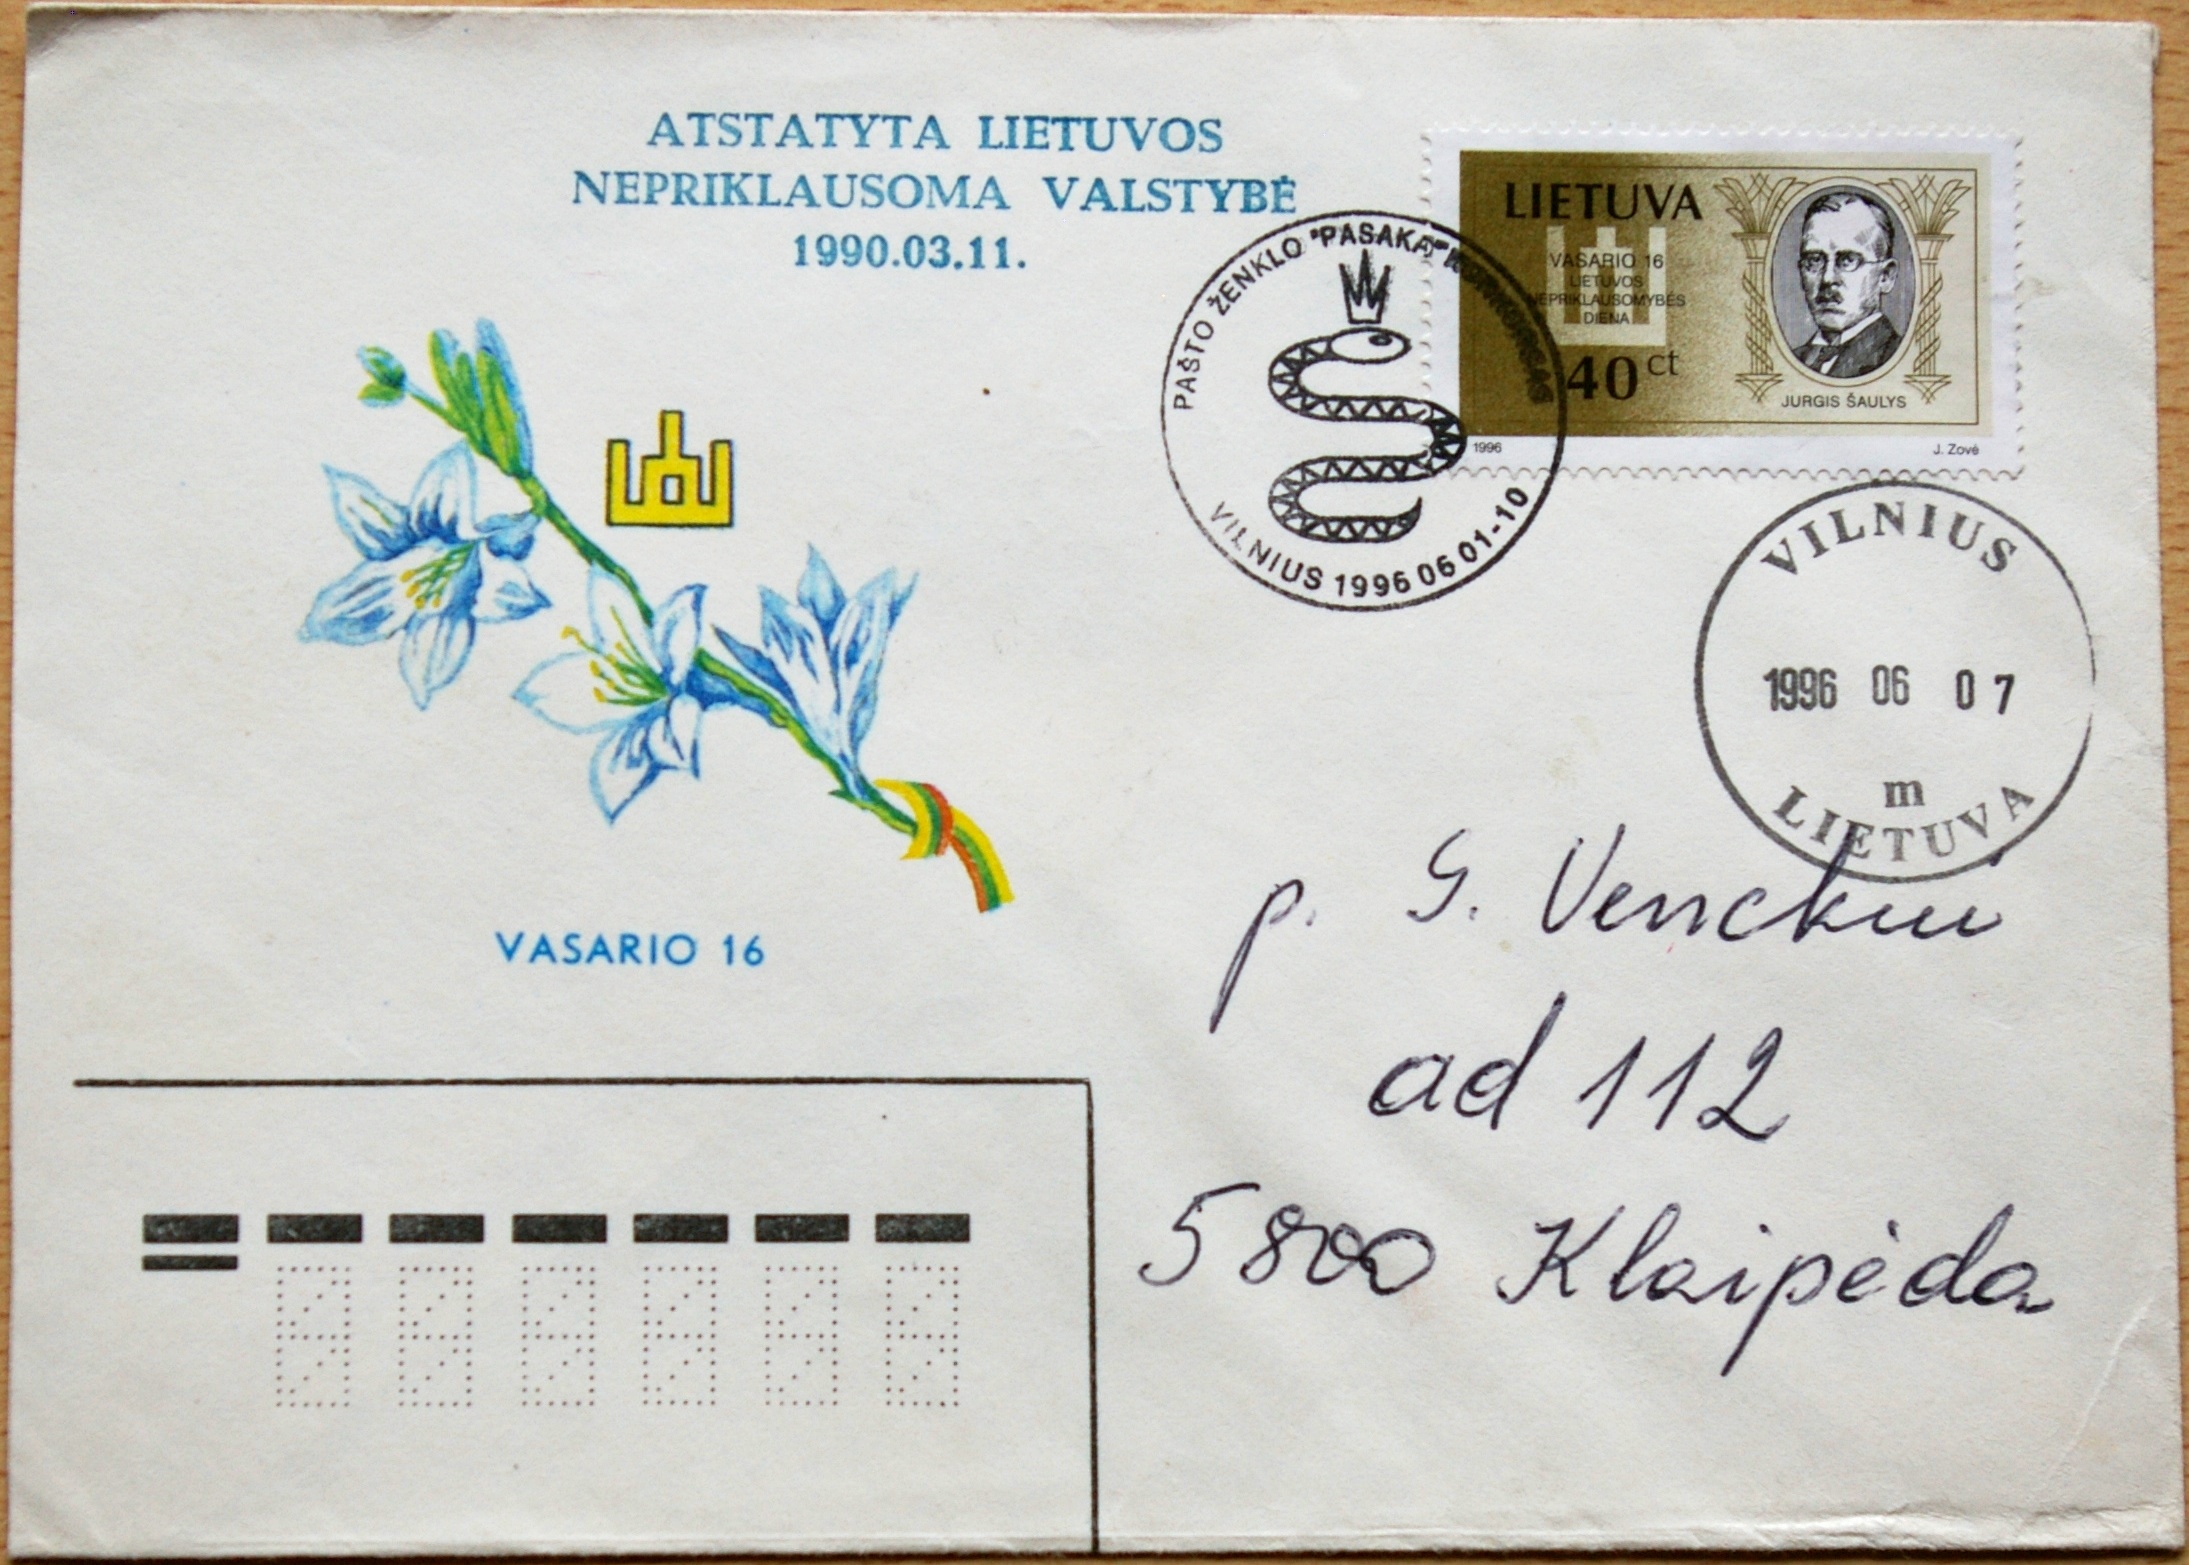 ATSTATYTA LIETUVOS
NEPRIKLAUSOMA VALSTYBĖ
1990.03.11.
PAŠTO ŽENKLO "PASAKA"
VILNIUS 1996 06 01-10
LIETUVA
VASARIO 16
LIETUVOS
NEPRIKLAUSOMYBĖS
DIENA
40 ct
JURGIS ŠAULYS
1996
J. Zovė
VILNIUS
1996 06 07
m
LIETUVA
VASARIO 16
p. G. Venckui
ad 112
5800 Klaipėda